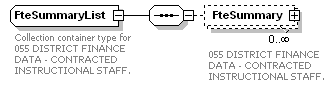 FteSummaryList
FteSummary
0..∞
Collection container type for
055 DISTRICT FINANCE
DATA - CONTRACTED
INSTRUCTIONAL STAFF.
055 DISTRICT FINANCE
DATA - CONTRACTED
INSTRUCTIONAL STAFF.